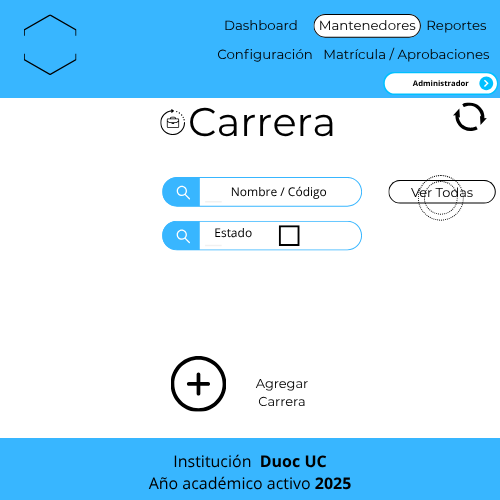 Dashboard Mantenedores Reportes
Configuración Matrícula / Aprobaciones
Administrador
Carrera
Nombre / Código Ver Todas
Estado
Agregar
Carrera
Institución Duoc UC
Año académico activo 2025